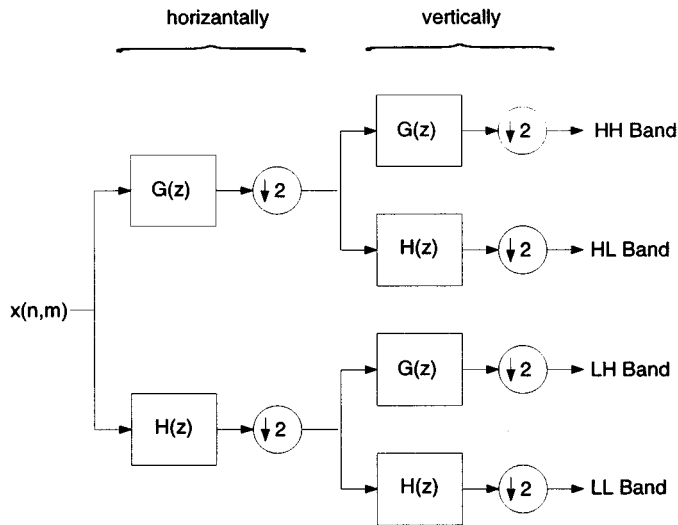 horizantally vertically
G(z) ↓ 2 HH Band
G(z) ↓ 2
H(z) ↓ 2 HL Band
x(n,m)
G(z) ↓ 2 LH Band
H(z) ↓ 2
H(z) ↓ 2 LL Band